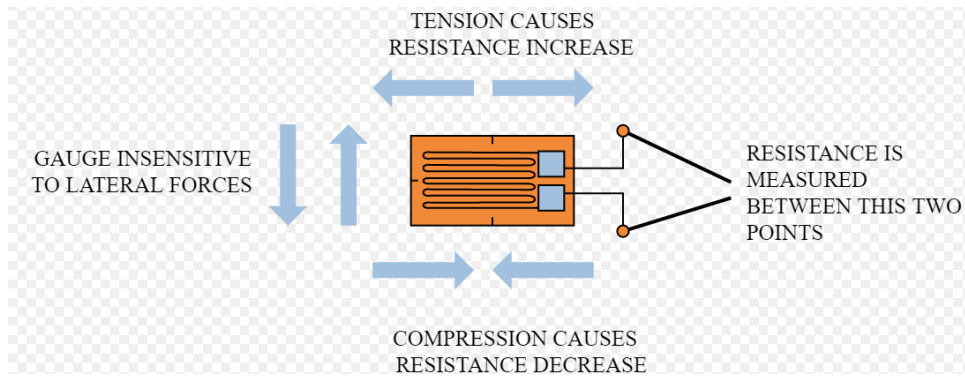 TENSION CAUSES
RESISTANCE INCREASE
GAUGE INSENSITIVE
TO LATERAL FORCES
RESISTANCE IS
MEASURED
BETWEEN THIS TWO
POINTS
COMPRESSION CAUSES
RESISTANCE DECREASE